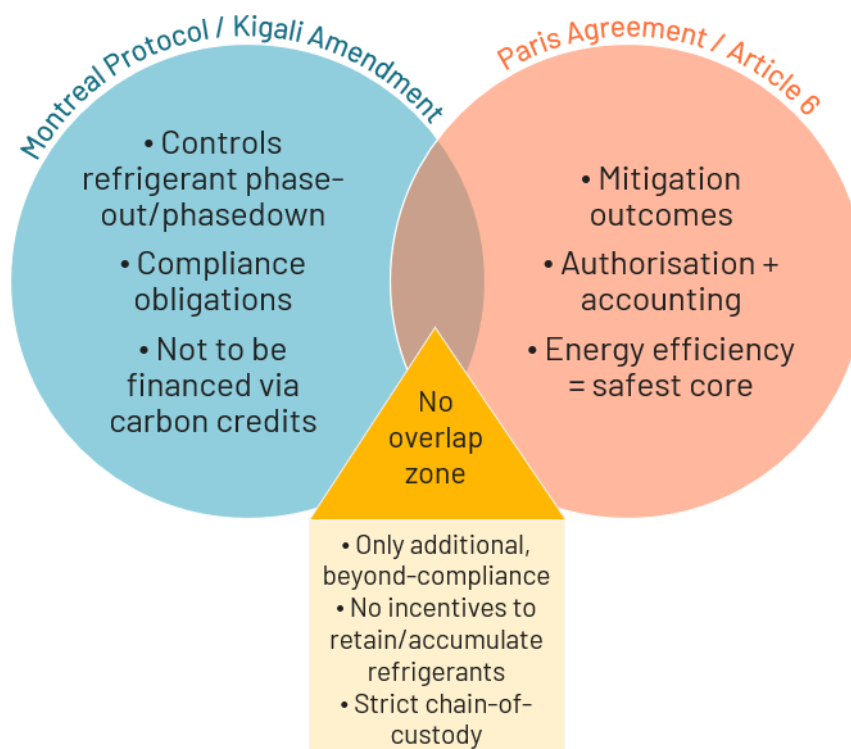 Montreal Protocol / Kigali Amendment
Paris Agreement / Article 6
• Controls
refrigerant phase-
out/phasedown
• Compliance
obligations
• Not to be
financed via
carbon credits
• Mitigation
outcomes
• Authorisation +
accounting
• Energy efficiency
= safest core
No
overlap
zone
• Only additional,
beyond-compliance
• No incentives to
retain/accumulate
refrigerants
• Strict chain-of-
custody